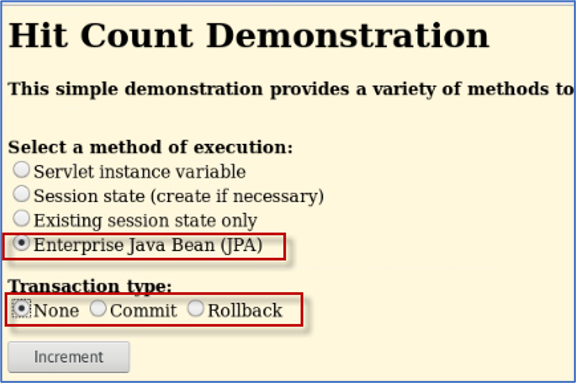 Hit Count Demonstration
This simple demonstration provides a variety of methods to
Select a method of execution:
Servlet instance variable
Session state (create if necessary)
Existing session state only
Enterprise Java Bean (JPA)
Transaction type:
None Commit Rollback
Increment